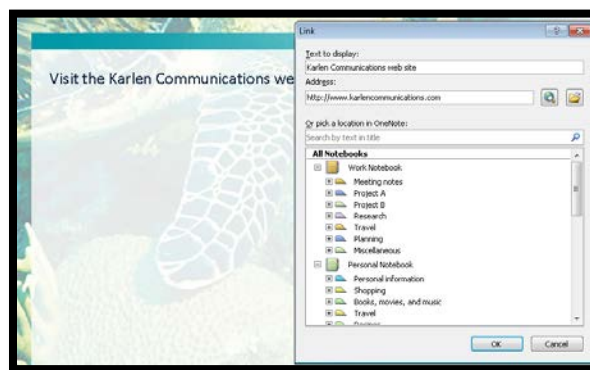 Link
Visit the Karlen Communications we
Text to display:
Karlen Communications web site
Address:
http://www.karlencommunications.com
Or pick a location in OneNote:
Search by text in title
All Notebooks
Work Notebook
Meeting notes
Project A
Project B
Research
Travel
Planning
Miscellaneous
Personal Notebook
Personal information
Shopping
Books, movies, and music
Travel
Recipes
OK Cancel